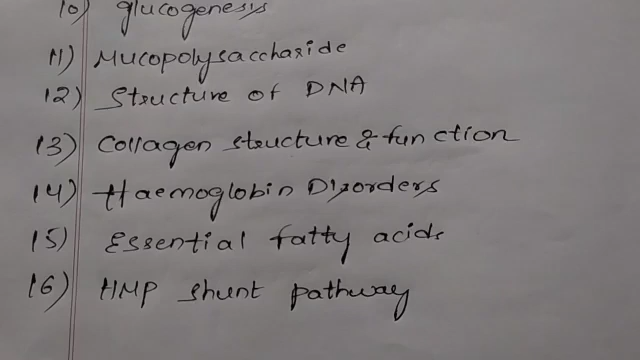 10) glucogenesis
11) Mucopolysaccharide
12) Structure of DNA
13) Collagen structure & function
14) Haemoglobin Disorders
15) Essential fatty acids
16) HMP shunt pathway